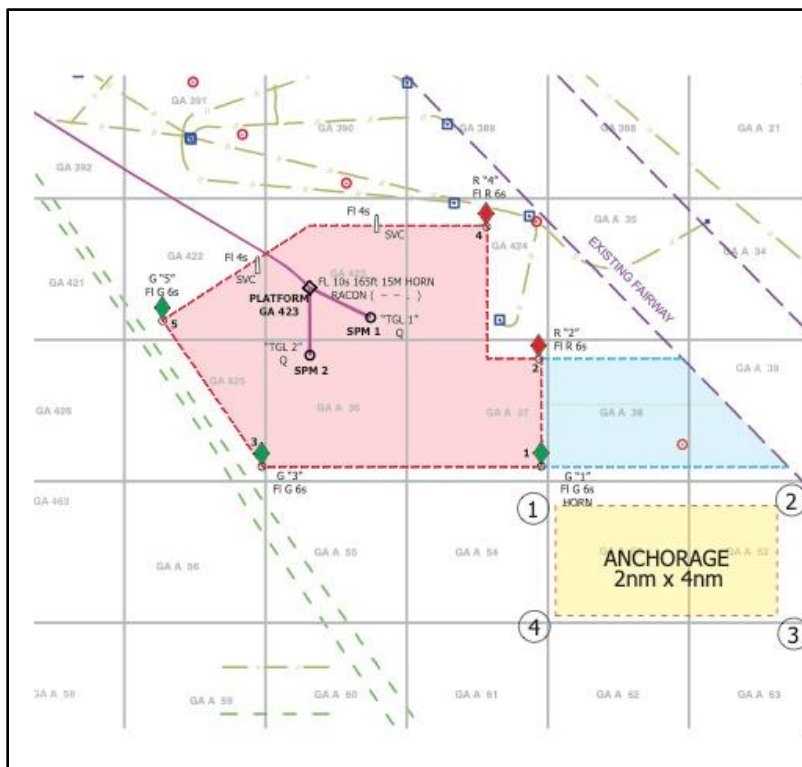 GA 391
GA 390
GA 389
GA 388
GA A 21
GA 392
R "4"
Fl R 6s
Fl 4s
SVC
4
GA A 35
GA 424
GA A 34
EXISTING FAIRWAY
GA 421
GA 422
Fl 4s
SVC
GA 423
FL 10s 165ft 15M HORN
RACON ( – – . )
G "5"
Fl G 6s
5
PLATFORM
GA 423
"TGL 1"
Q
SPM 1
"TGL 2"
Q
SPM 2
R "2"
Fl R 6s
2
GA A 39
GA 426
GA 425
GA A 36
GA A 37
GA A 38
3
G "3"
Fl G 6s
1
G "1"
Fl G 6s
HORN
GA 463
1
2
GA A 56
GA A 55
GA A 54
ANCHORAGE
2nm x 4nm
4
3
GA A 58
GA A 59
GA A 60
GA A 61
GA A 62
GA A 63